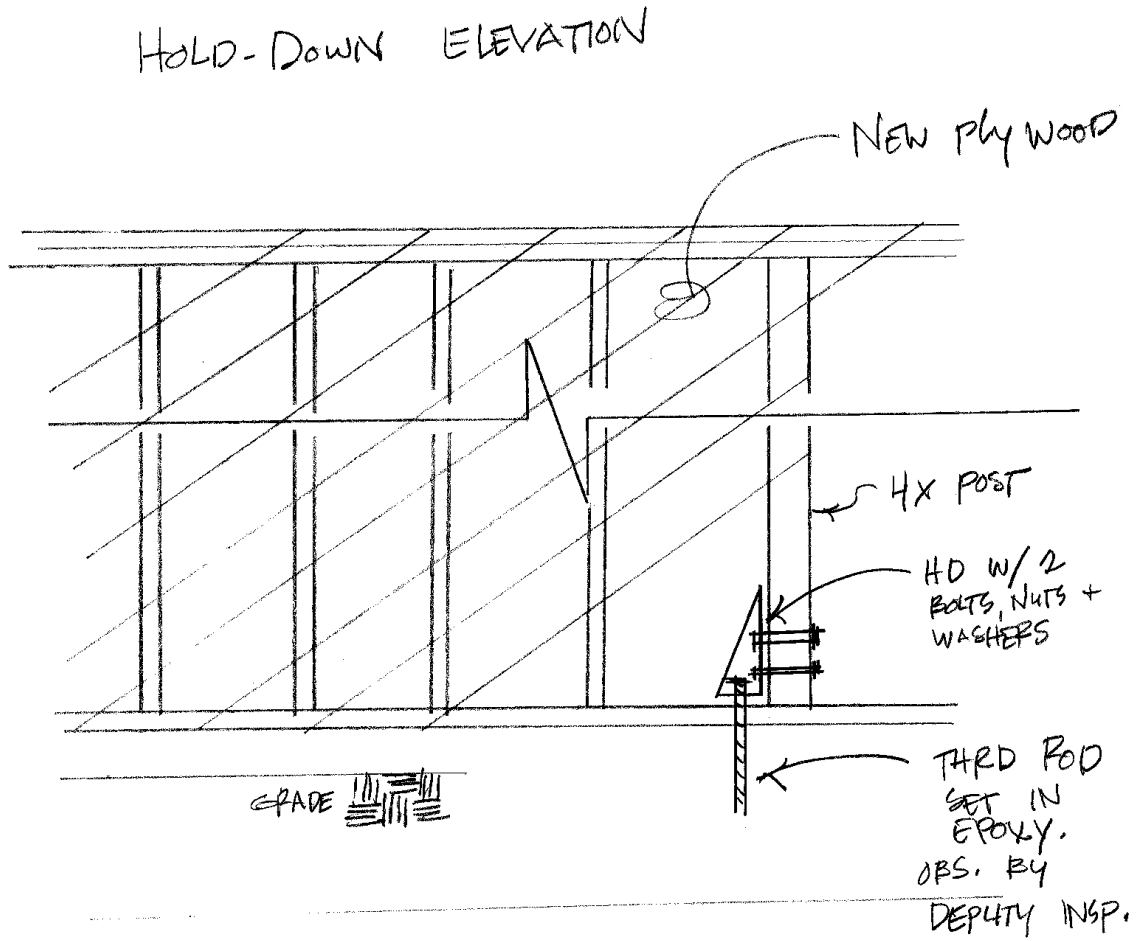 HOLD-DOWN ELEVATION
NEW PLYWOOD
4X POST
HD W/2
BOLTS, NUTS +
WASHERS
THRD ROD
SET IN
EPOXY.
OBS. BY
DEPUTY INSP.
GRADE